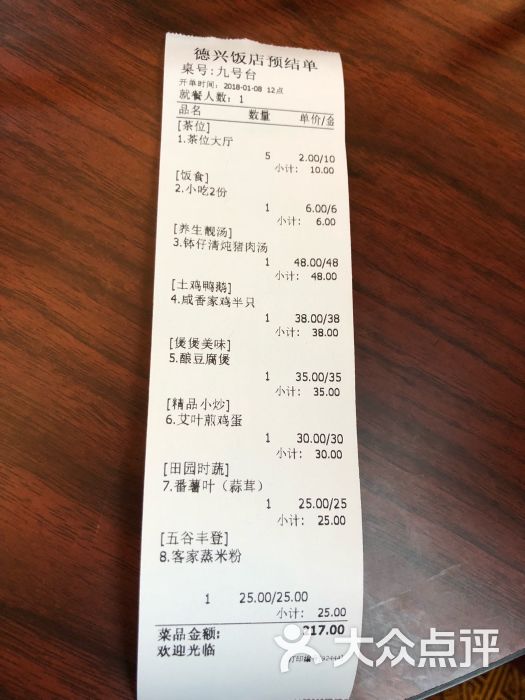 德兴饭店预结单
桌号:九号台
开单时间: 2018-01-08 12点
就餐人数: 1
品名 数量 单价/金
[茶位]
1.茶位大厅
5 2.00/10
小计: 10.00
[饭食]
2.小吃2份
1 6.00/6
小计: 6.00
[养生靓汤]
3.钵仔清炖猪肉汤
1 48.00/48
小计: 48.00
[土鸡鸭鹅]
4.咸香家鸡半只
1 38.00/38
小计: 38.00
[煲煲美味]
5.酿豆腐煲
1 35.00/35
小计: 35.00
[精品小炒]
6.艾叶煎鸡蛋
1 30.00/30
小计: 30.00
[田园时蔬]
7.番薯叶（蒜茸）
1 25.00/25
小计: 25.00
[五谷丰登]
8.客家蒸米粉
1 25.00/25.00
小计: 25.00
菜品金额: 217.00
欢迎光临
大众点评